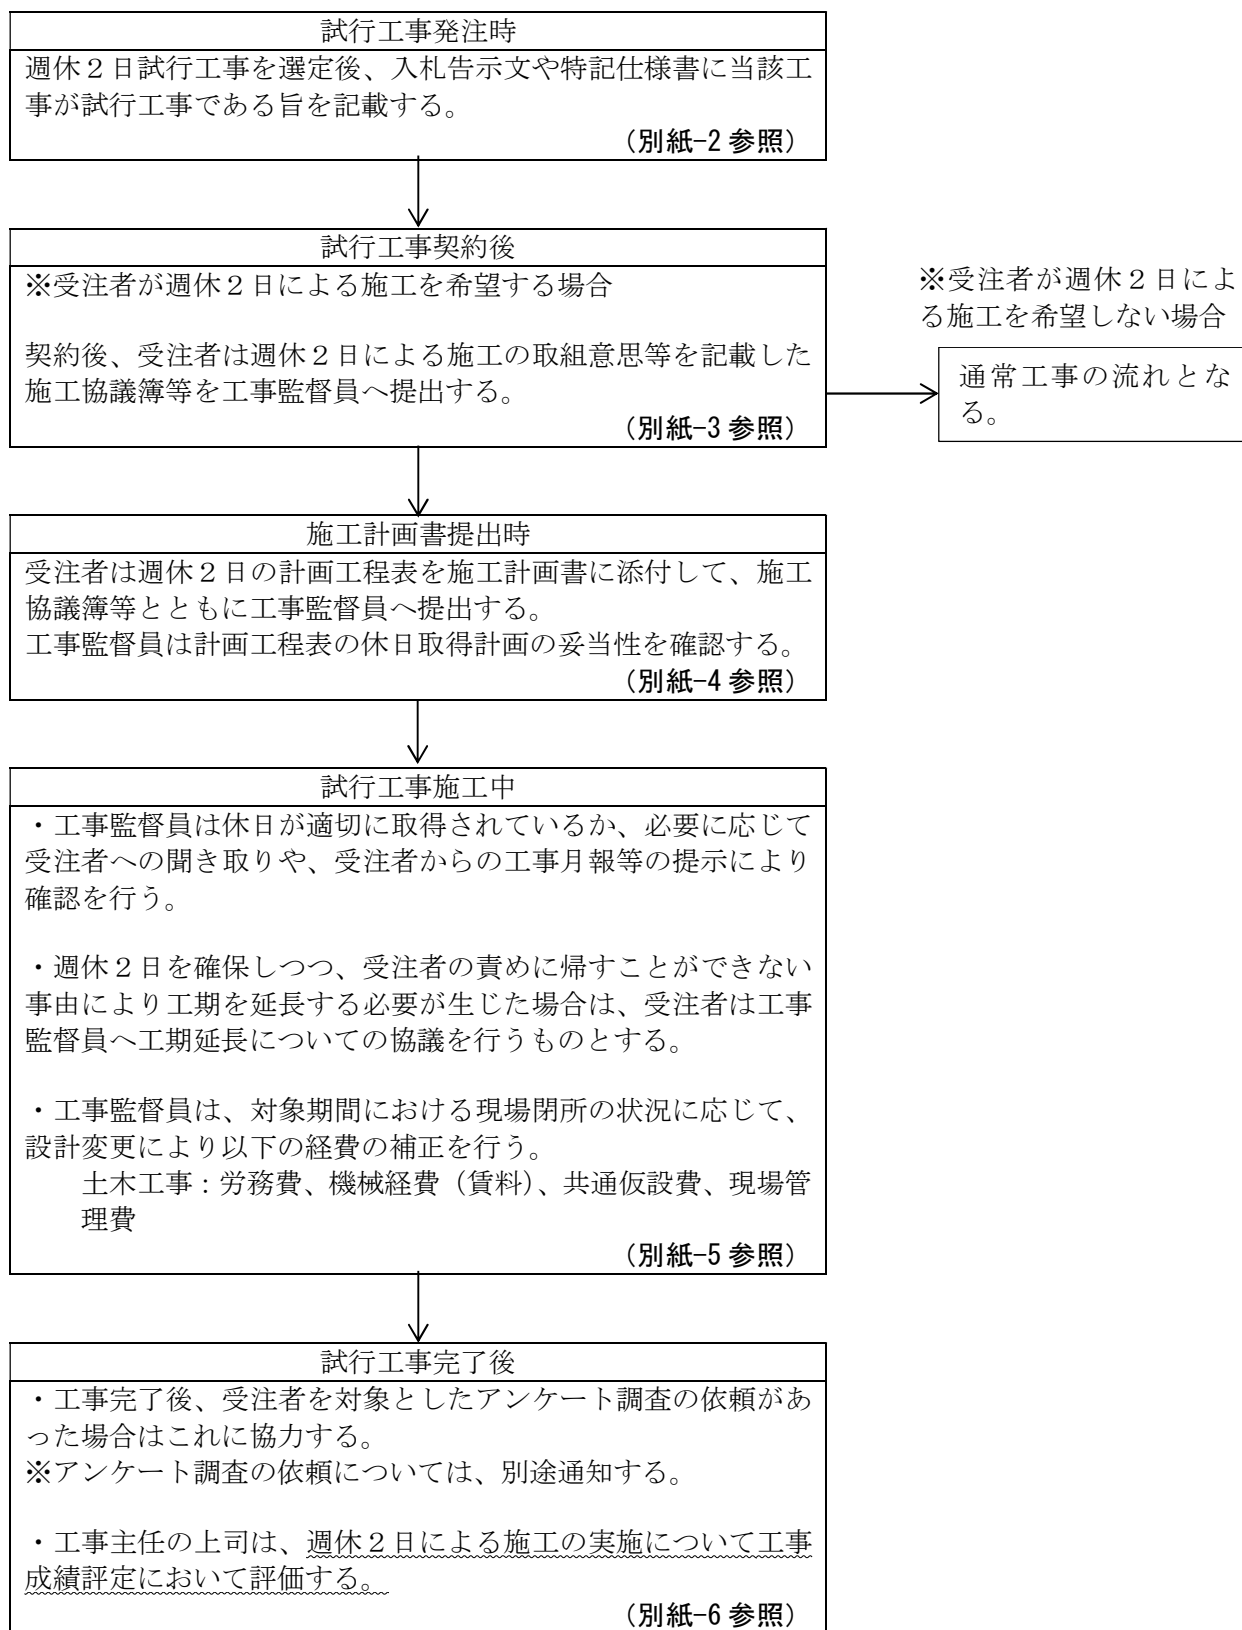 試行工事発注時
週休２日試行工事を選定後、入札告示文や特記仕様書に当該工
事が試行工事である旨を記載する。
（別紙-2 参照）
試行工事契約後
※受注者が週休２日による施工を希望する場合
契約後、受注者は週休２日による施工の取組意思等を記載した
施工協議簿等を工事監督員へ提出する。
（別紙-3 参照）
※受注者が週休２日によ
る施工を希望しない場合
通常工事の流れとな
る。
施工計画書提出時
受注者は週休２日の計画工程表を施工計画書に添付して、施工
協議簿等とともに工事監督員へ提出する。
工事監督員は計画工程表の休日取得計画の妥当性を確認する。
（別紙-4 参照）
試行工事施工中
・工事監督員は休日が適切に取得されているか、必要に応じて
受注者への聞き取りや、受注者からの工事月報等の提示により
確認を行う。
・週休２日を確保しつつ、受注者の責めに帰すことができない
事由により工期を延長する必要が生じた場合は、受注者は工事
監督員へ工期延長についての協議を行うものとする。
・工事監督員は、対象期間における現場閉所の状況に応じて、
設計変更により以下の経費の補正を行う。
土木工事：労務費、機械経費（賃料）、共通仮設費、現場管
理費
（別紙-5 参照）
試行工事完了後
・工事完了後、受注者を対象としたアンケート調査の依頼があ
った場合はこれに協力する。
※アンケート調査の依頼については、別途通知する。
・工事主任の上司は、週休２日による施工の実施について工事
成績評定において評価する。
（別紙-6 参照）